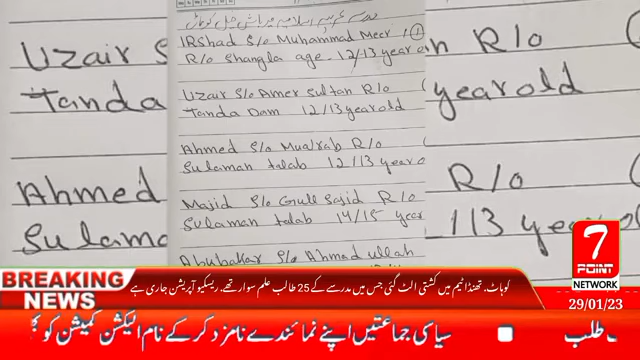 IRshad S/o Muhammad Meer
R/o Shangla age 12/13 year
Uzair S/o Amer Sultan R/o
Tanda Dam 12/13 year old
Ahmed S/o
R/o
Sulaman talab 12/13 year o
Majid S/o Gull Sajid R/o
Sulaman talab 14/15 year
Abubakar S/o Ahmad ullah
Uzair S
Tanda
Ahmed
Sulama
R/o
year old
R/o
/13 year old
7
POINT
NETWORK
29/01/23
BREAKING
NEWS
کوہاٹ۔ تھنڈا ٹیم میں کشتی الٹ گئی جس میں مدرسے کے 25 طالب علم سوار تھے، ریسکیو آپریشن جاری ہے
طلب
سیاسی جماعتیں اپنے نمائندے نامزد کر کے نام الیکشن کمیشن کو